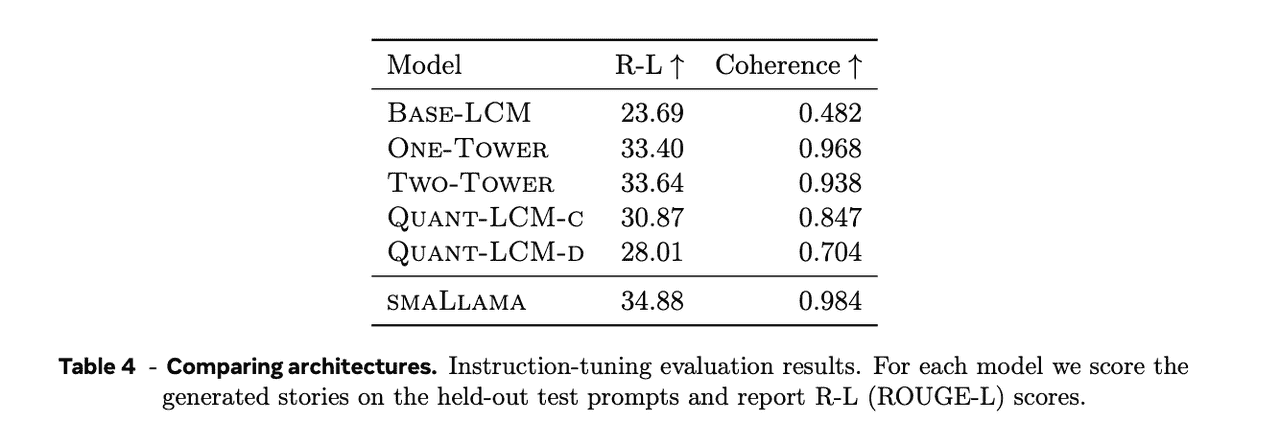 Model R-L ↑ Coherence ↑
Base-LCM 23.69 0.482
One-Tower 33.40 0.968
Two-Tower 33.64 0.938
Quant-LCM-c 30.87 0.847
Quant-LCM-d 28.01 0.704
smaLlama 34.88 0.984
Table 4 - Comparing architectures. Instruction-tuning evaluation results. For each model we score the
generated stories on the held-out test prompts and report R-L (ROUGE-L) scores.